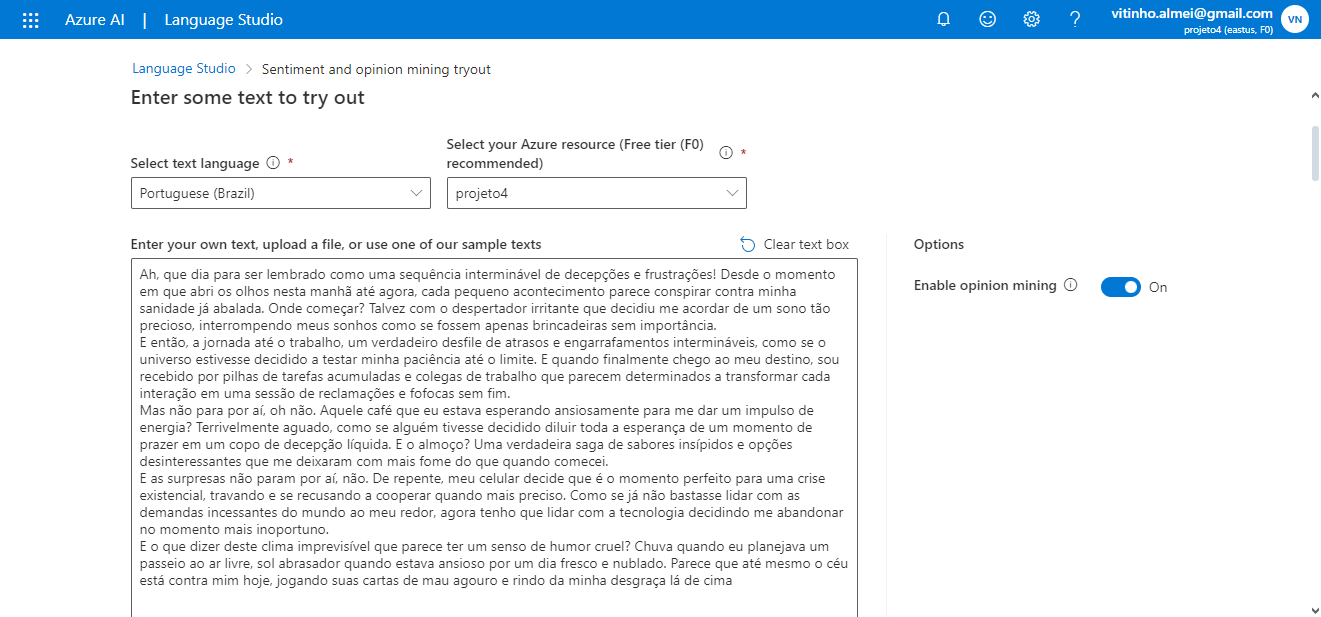 Azure AI | Language Studio
vitinho.almei@gmail.com
projeto4 (eastus, F0)
VN
Language Studio > Sentiment and opinion mining tryout
Enter some text to try out
Select text language *
Portuguese (Brazil)
Select your Azure resource (Free tier (F0)
recommended) *
projeto4
Enter your own text, upload a file, or use one of our sample texts
Clear text box
Ah, que dia para ser lembrado como uma sequência interminável de decepções e frustrações! Desde o momento
em que abri os olhos nesta manhã até agora, cada pequeno acontecimento parece conspirar contra minha
sanidade já abalada. Onde começar? Talvez com o despertador irritante que decidiu me acordar de um sono tão
precioso, interrompendo meus sonhos como se fossem apenas brincadeiras sem importância.
E então, a jornada até o trabalho, um verdadeiro desfile de atrasos e engarrafamentos intermináveis, como se o
universo estivesse decidido a testar minha paciência até o limite. E quando finalmente chego ao meu destino, sou
recebido por pilhas de tarefas acumuladas e colegas de trabalho que parecem determinados a transformar cada
interação em uma sessão de reclamações e fofocas sem fim.
Mas não para por aí, oh não. Aquele café que eu estava esperando ansiosamente para me dar um impulso de
energia? Terrivelmente aguado, como se alguém tivesse decidido diluir toda a esperança de um momento de
prazer em um copo de decepção líquida. E o almoço? Uma verdadeira saga de sabores insípidos e opções
desinteressantes que me deixaram com mais fome do que quando comecei.
E as surpresas não param por aí, não. De repente, meu celular decide que é o momento perfeito para uma crise
existencial, travando e se recusando a cooperar quando mais preciso. Como se já não bastasse lidar com as
demandas incessantes do mundo ao meu redor, agora tenho que lidar com a tecnologia decidindo me abandonar
no momento mais inoportuno.
E o que dizer deste clima imprevisível que parece ter um senso de humor cruel? Chuva quando eu planejava um
passeio ao ar livre, sol abrasador quando estava ansioso por um dia fresco e nublado. Parece que até mesmo o céu
está contra mim hoje, jogando suas cartas de mau agouro e rindo da minha desgraça lá de cima
Options
Enable opinion mining
On